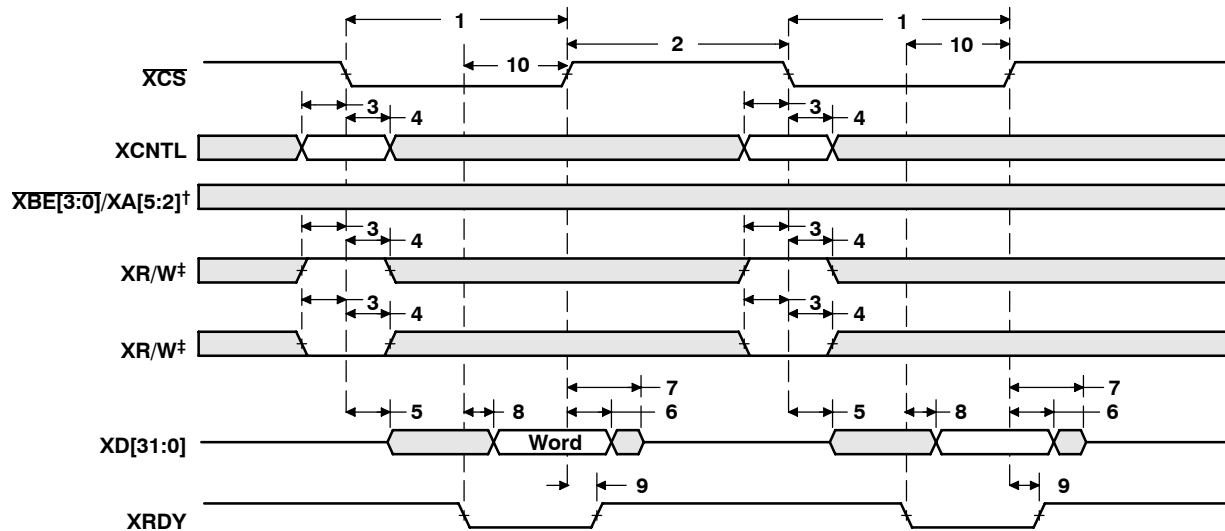 1 1
2
10 10
XCS
3 3
4 4
XCNTL
XBE[3:0]/XA[5:2]†
3 3
4 4
XR/W‡
3 3
4 4
XR/W‡
7 7
5 8 6 5 8 6
XD[31:0] Word
9 9
XRDY